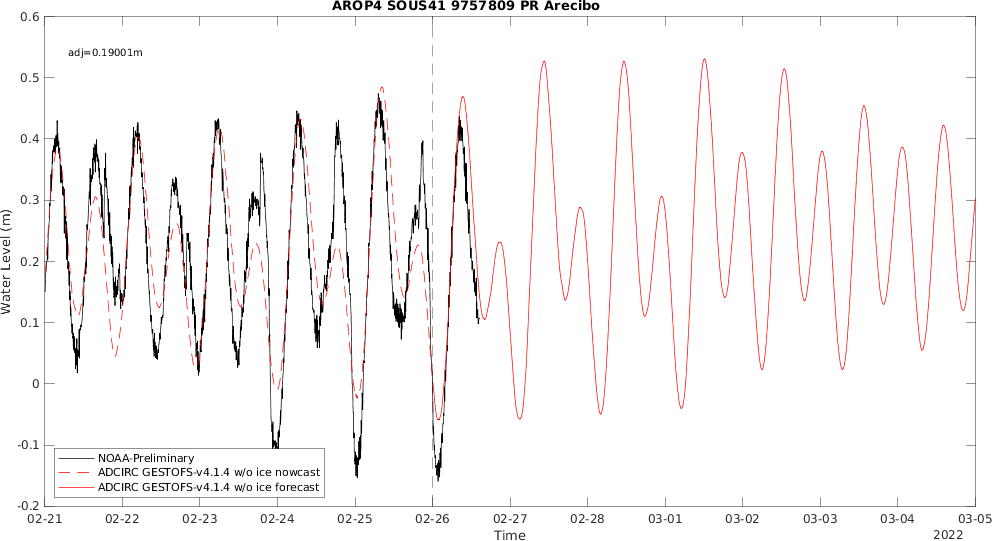 AROP4 SOUS41 9757809 PR Arecibo
adj=0.19001m
Water Level (m)
0.6
0.5
0.4
0.3
0.2
0.1
0
-0.1
-0.2
NOAA-Preliminary
ADCIRC GESTOFS-v4.1.4 w/o ice nowcast
ADCIRC GESTOFS-v4.1.4 w/o ice forecast
02-21 02-22 02-23 02-24 02-25 02-26 02-27 02-28 03-01 03-02 03-03 03-04 03-05
Time
2022